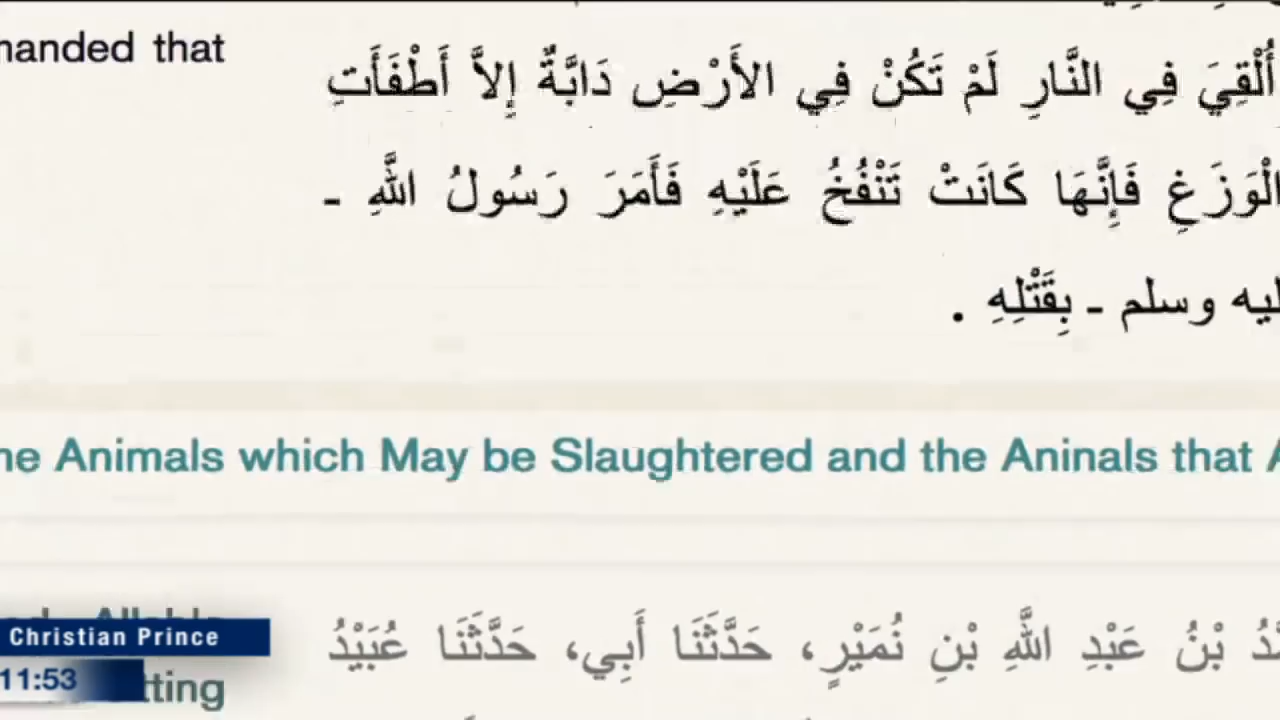 manded that
أُلْقِيَ فِي النَّارِ لَمْ تَكُنْ فِي الأَرْضِ دَابَّةٌ إِلاَّ أَطْفَأَتِ
الْوَزَغِ فَإِنَّهَا كَانَتْ تَنْفُخُ عَلَيْهِ فَأَمَرَ رَسُولُ اللَّهِ ـ
ليه وسلم ـ بِقَتْلِهِ .
he Animals which May be Slaughtered and the Aninals that A
بْنُ عَبْدِ اللَّهِ بْنِ نُمَيْرٍ، حَدَّثَنَا أَبِي، حَدَّثَنَا عُبَيْدُ
Christian Prince
11:53
tting